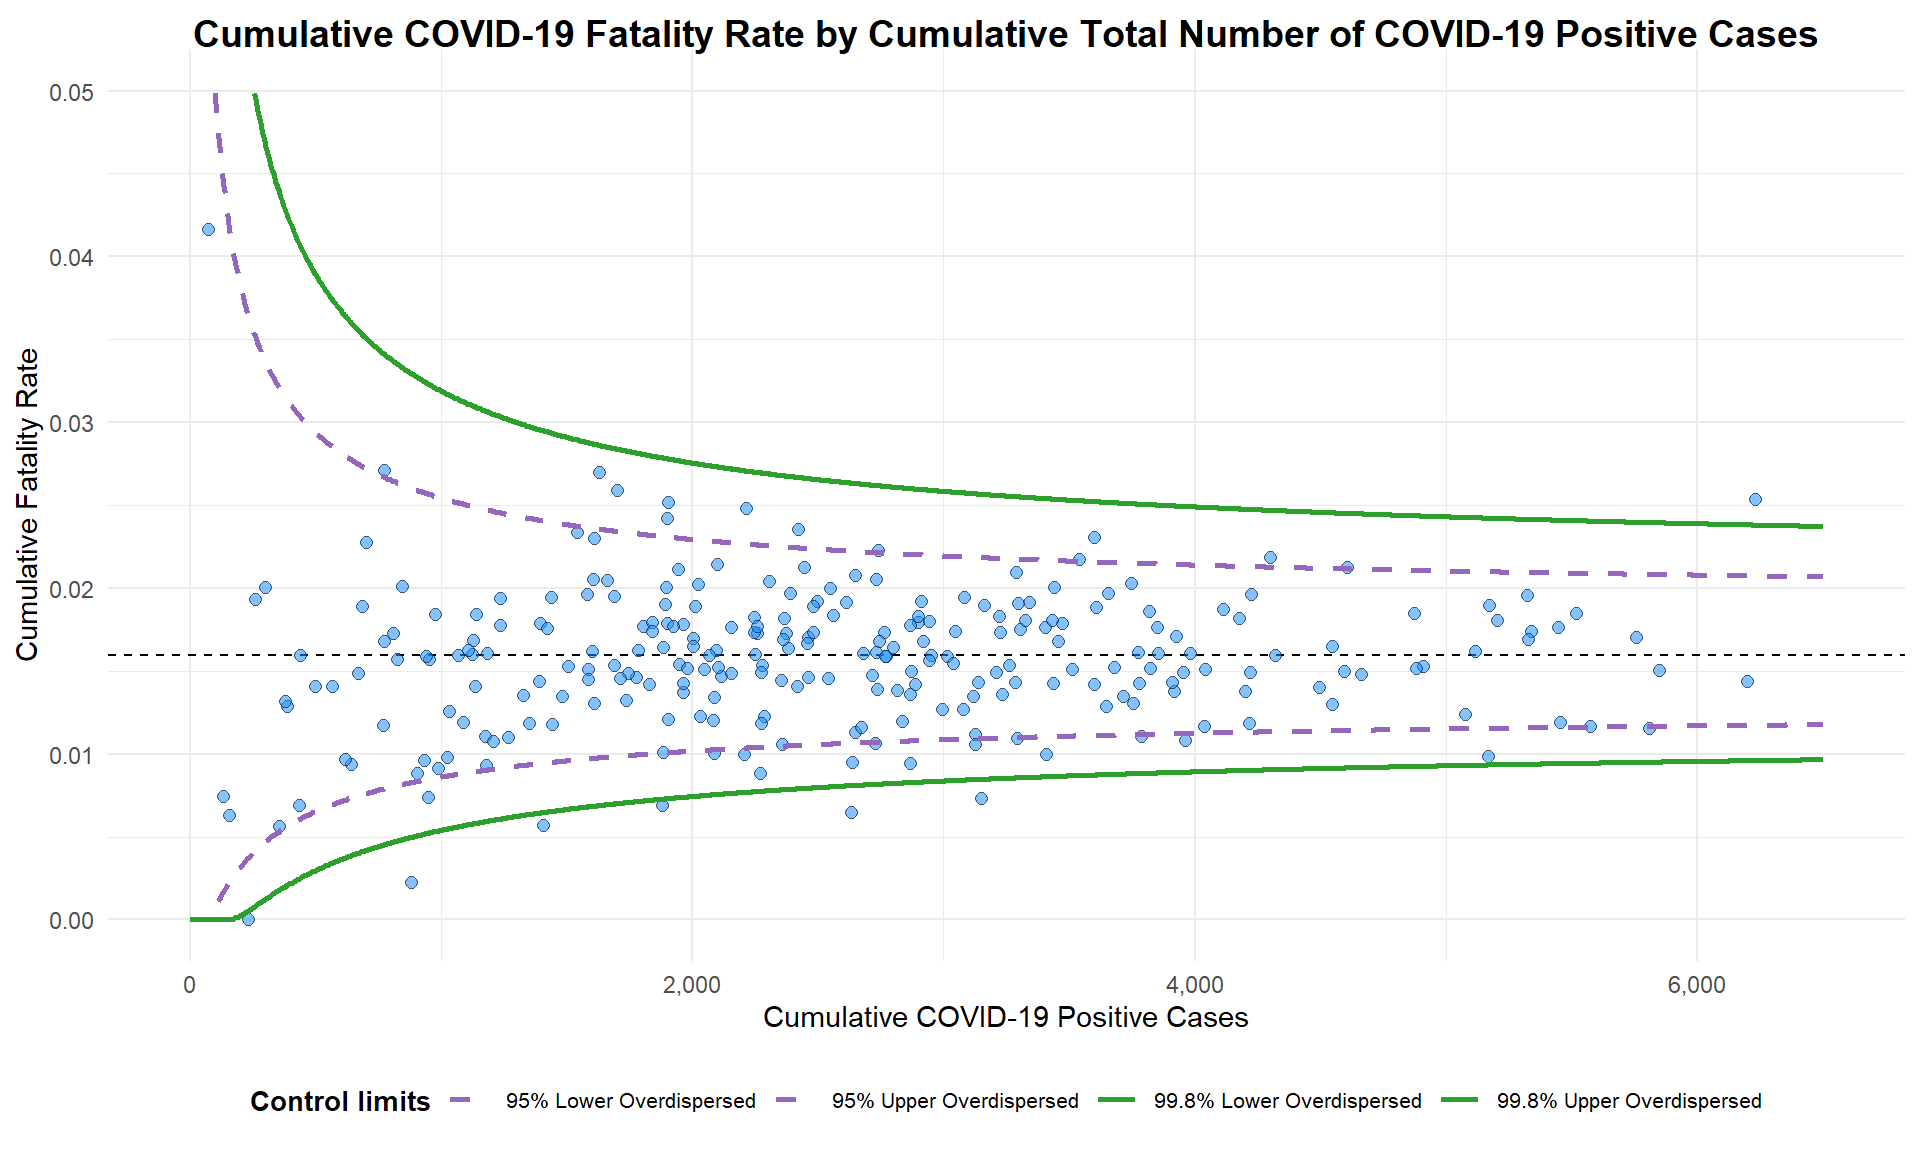 Cumulative COVID-19 Fatality Rate by Cumulative Total Number of COVID-19 Positive Cases
0.05
0.04
0.03
0.02
0.01
0.00
Cumulative Fatality Rate
0 2,000 4,000 6,000
Cumulative COVID-19 Positive Cases
Control limits 95% Lower Overdispersed 95% Upper Overdispersed 99.8% Lower Overdispersed 99.8% Upper Overdispersed